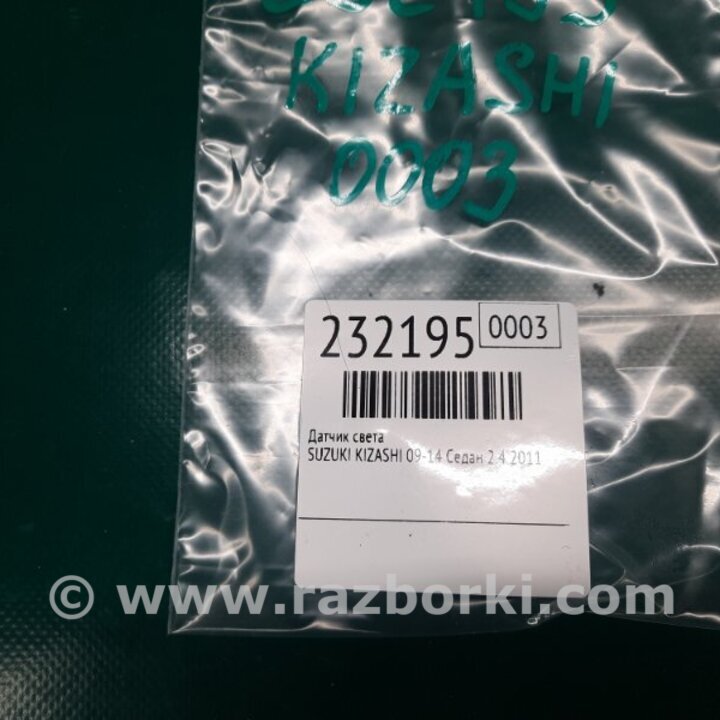 KIZASHI
0003
232195 0003
Датчик света
SUZUKI KIZASHI 09-14 Седан 2.4 2011
© www.razborki.com